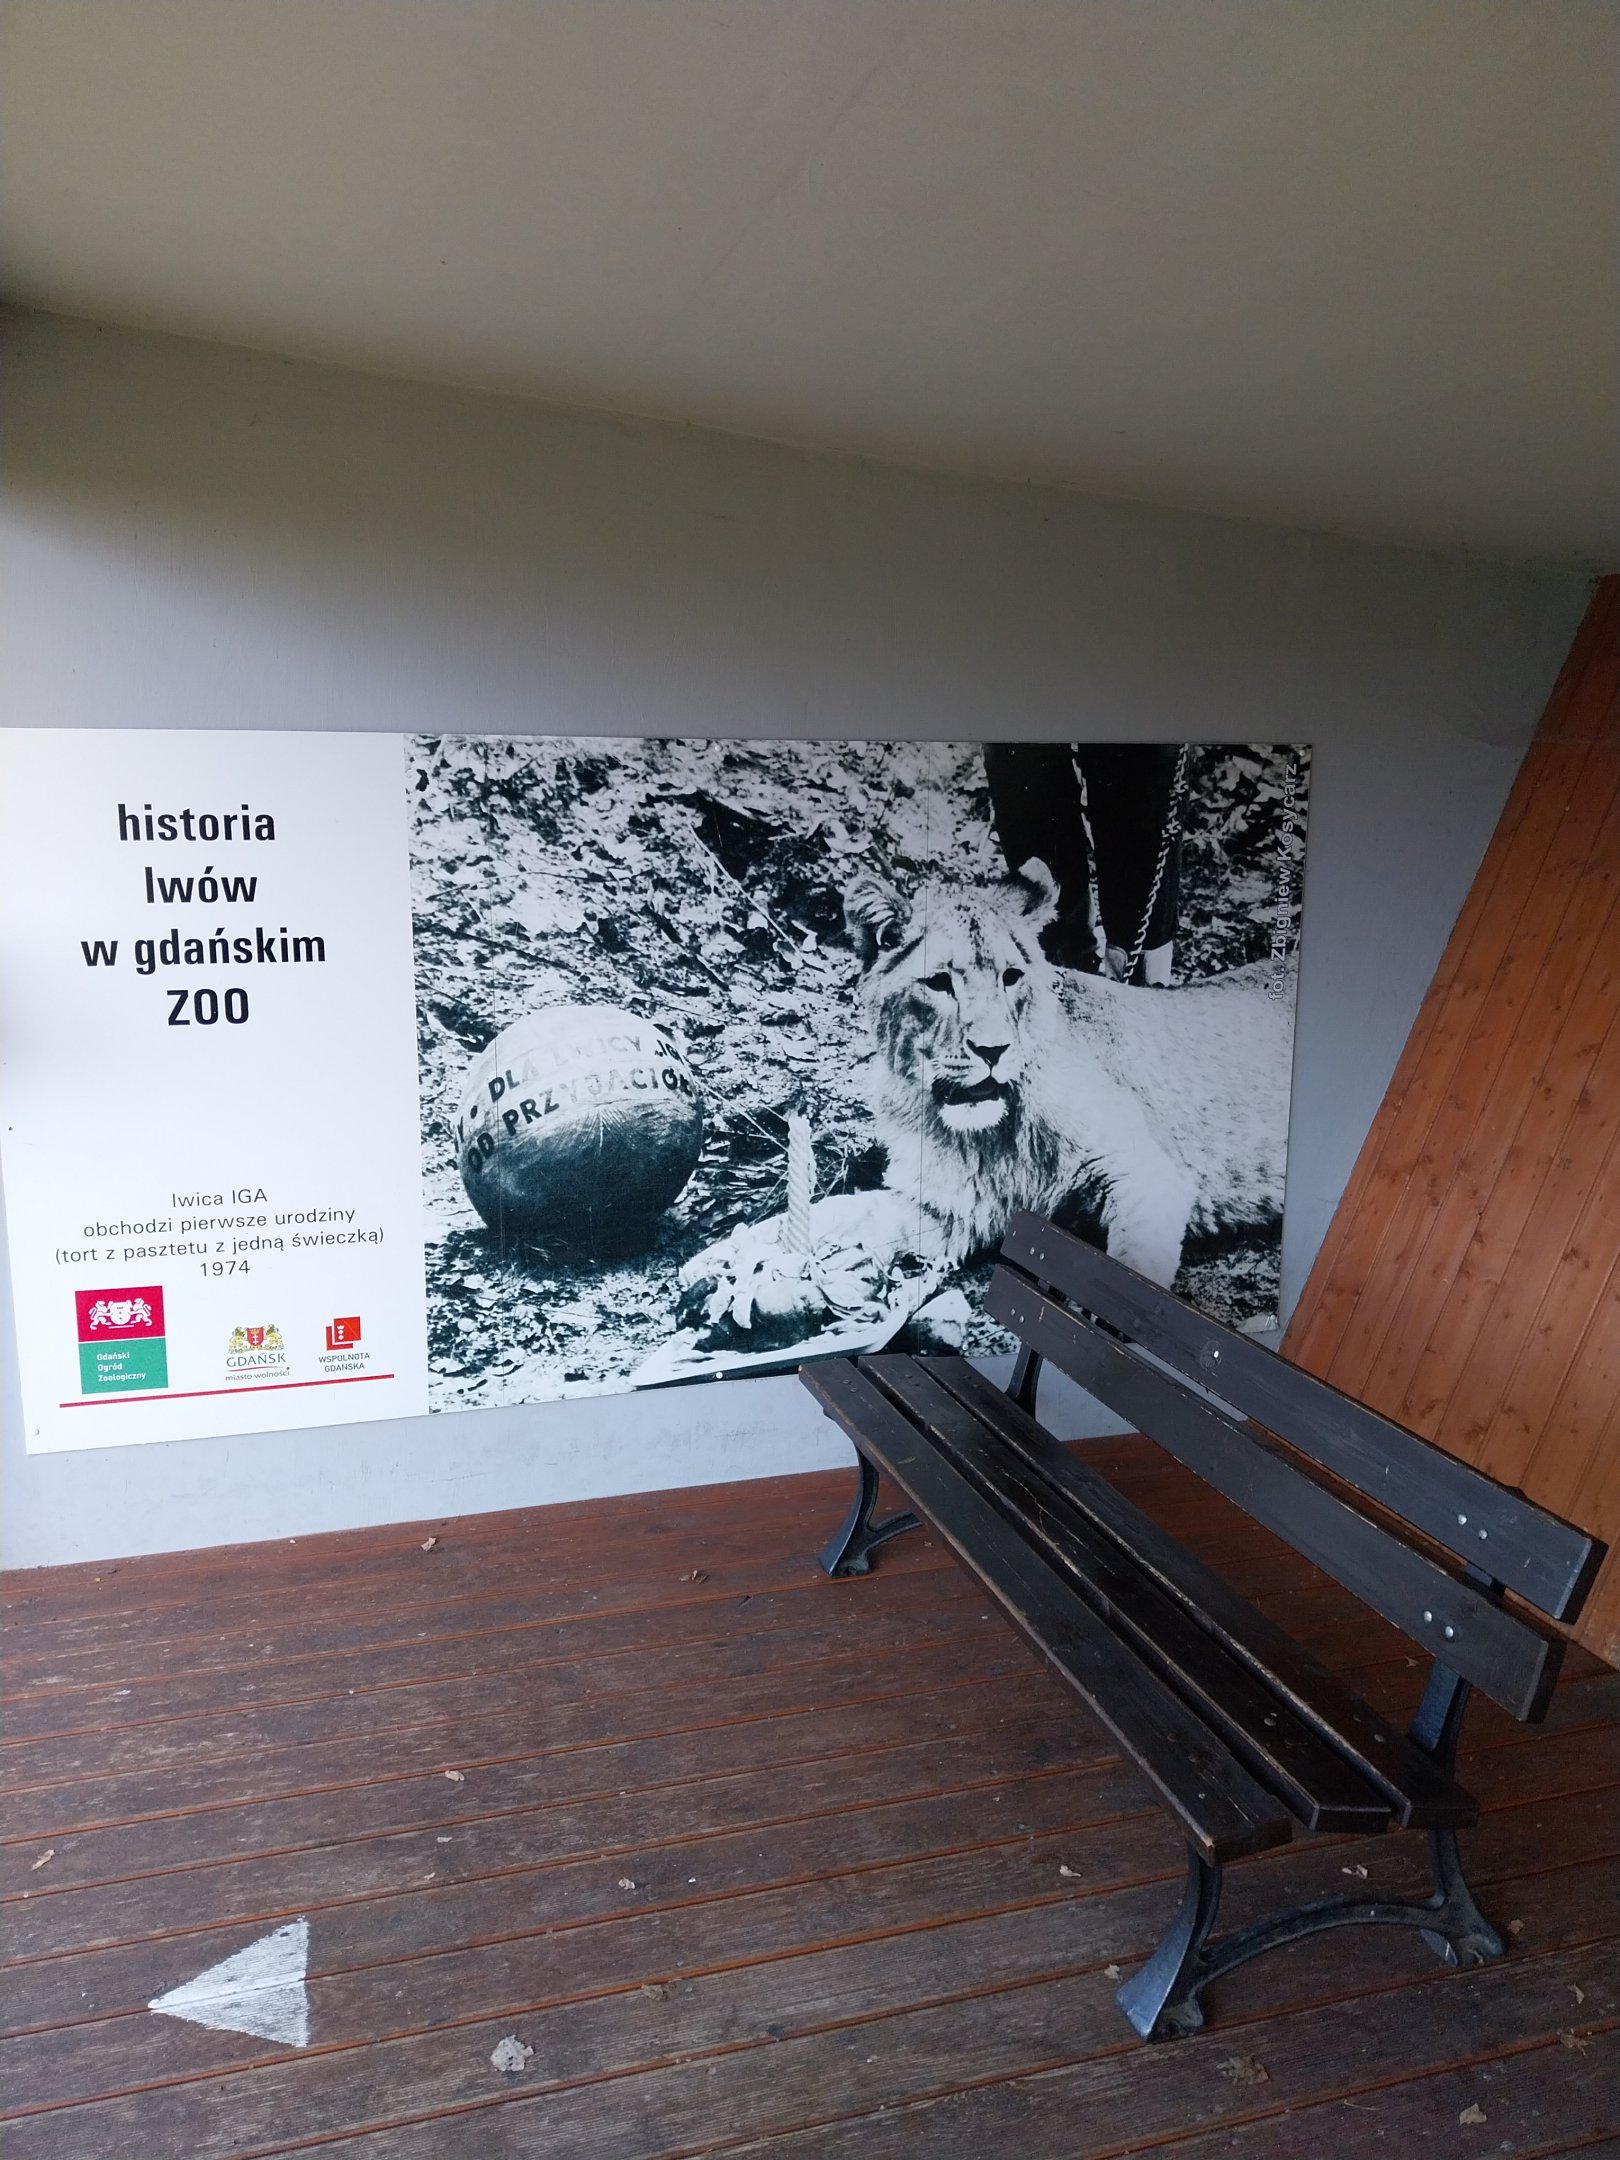 historia
lwów
w gdańskim
ZOO
lwica IGA
obchodzi pierwsze urodziny
(tort z pasztetu z jedną świeczką)
1974
Gdański
Ogród
Zoologiczny
GDAŃSK
miasto wolności
WSPÓLNOTA
GDAŃSKA
DLA LWICY
OD PRZYJACIÓŁ
fot. Zbigniew Kosycarz